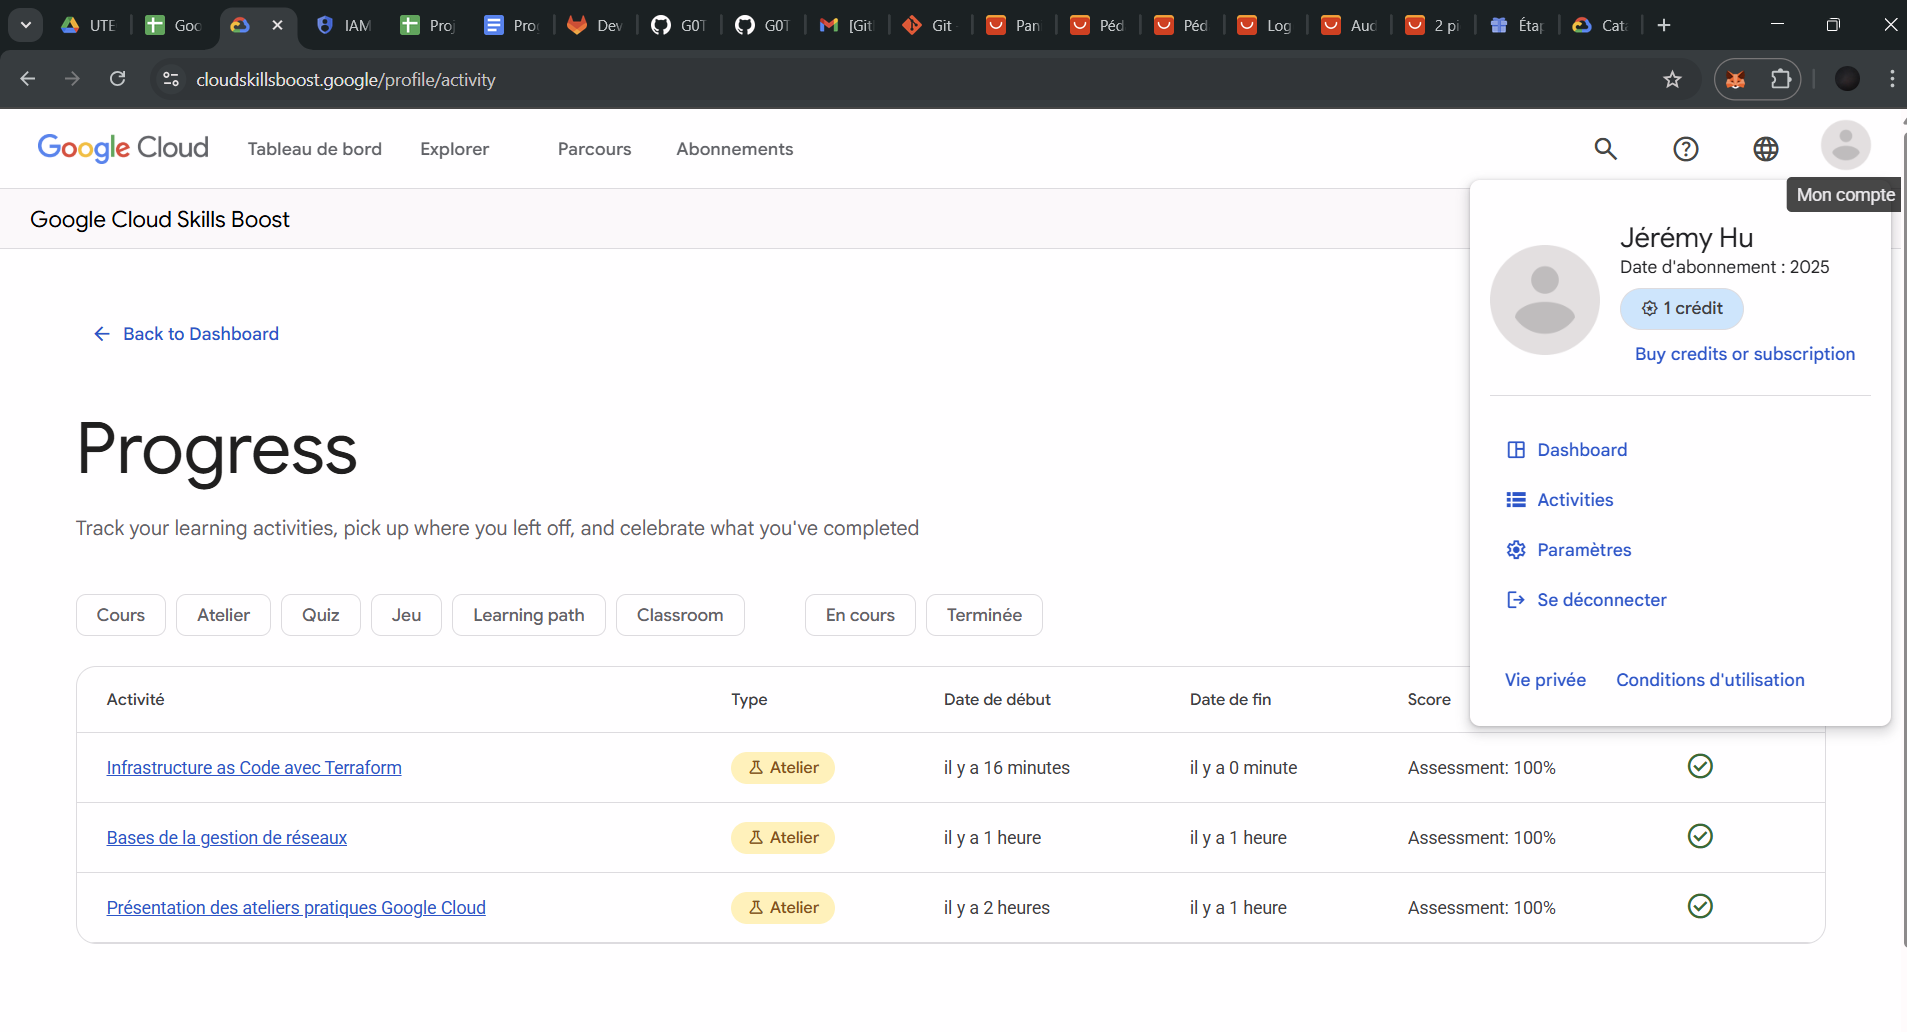 UTE
Goo
IAM
Proj
Pro
Dev
G0T
G0T
[Git
Git
Pan
Péd
Péd
Log
Aud
2 pi
Éta
Cata
cloudskillsboost.google/profile/activity
Google Cloud
Tableau de bord
Explorer
Parcours
Abonnements
Mon compte
Google Cloud Skills Boost
Jérémy Hu
Date d'abonnement : 2025
1 crédit
Buy credits or subscription
Dashboard
Activities
Paramètres
Se déconnecter
Vie privée
Conditions d'utilisation
Back to Dashboard
Progress
Track your learning activities, pick up where you left off, and celebrate what you've completed
Cours
Atelier
Quiz
Jeu
Learning path
Classroom
En cours
Terminée
Activité
Type
Date de début
Date de fin
Score
Infrastructure as Code avec Terraform
Atelier
il y a 16 minutes
il y a 0 minute
Assessment: 100%
Bases de la gestion de réseaux
Atelier
il y a 1 heure
il y a 1 heure
Assessment: 100%
Présentation des ateliers pratiques Google Cloud
Atelier
il y a 2 heures
il y a 1 heure
Assessment: 100%